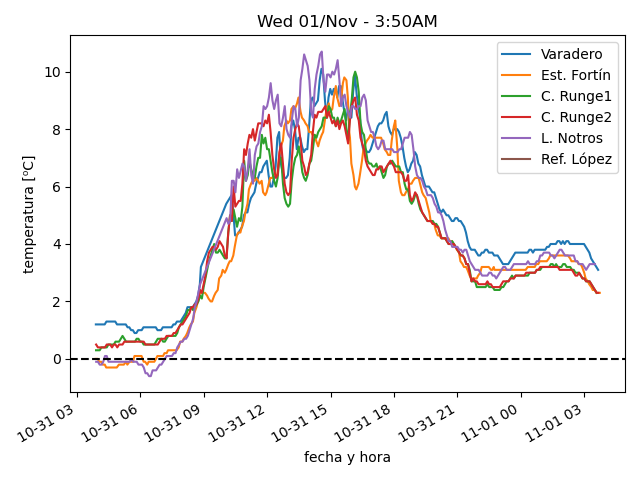 Wed 01/Nov - 3:50AM
Varadero
Est. Fortín
C. Runge1
C. Runge2
L. Notros
Ref. López
temperatura [ºC]
10
8
6
4
2
0
10-31 03
10-31 06
10-31 09
10-31 12
10-31 15
10-31 18
10-31 21
11-01 00
11-01 03
fecha y hora